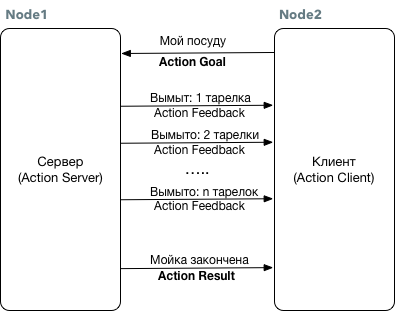 Node1
Node2
Мой посуду
Action Goal
Вымыт: 1 тарелка
Action Feedback
Вымыто: 2 тарелки
Action Feedback
Сервер
(Action Server)
Клиент
(Action Client)
.....
Вымыто: n тарелок
Action Feedback
Мойка закончена
Action Result